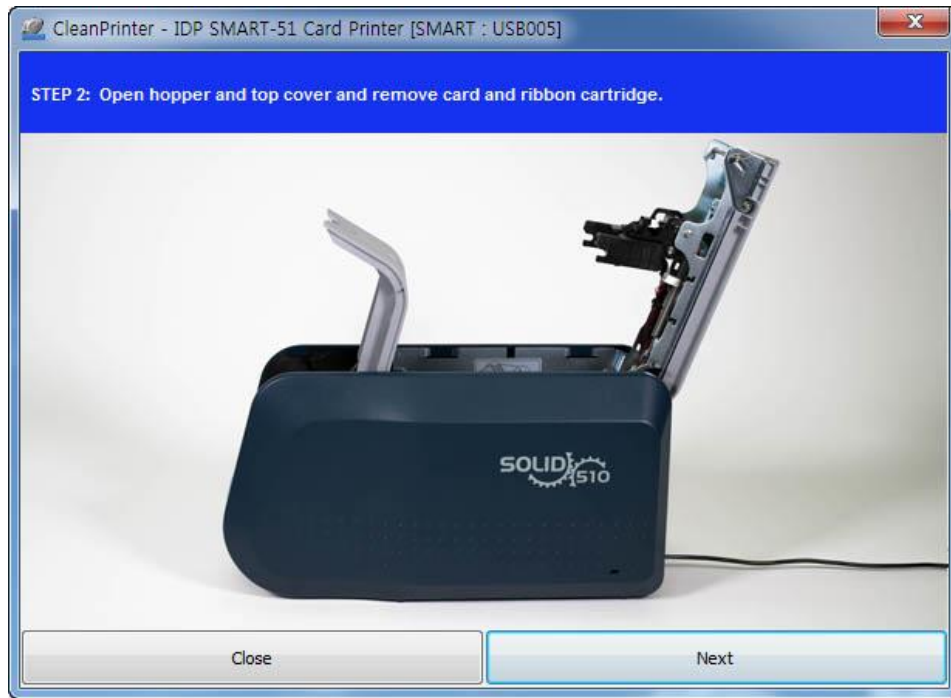 CleanPrinter - IDP SMART-51 Card Printer [SMART : USB005]
STEP 2: Open hopper and top cover and remove card and ribbon cartridge.
SOLID
510
Close
Next